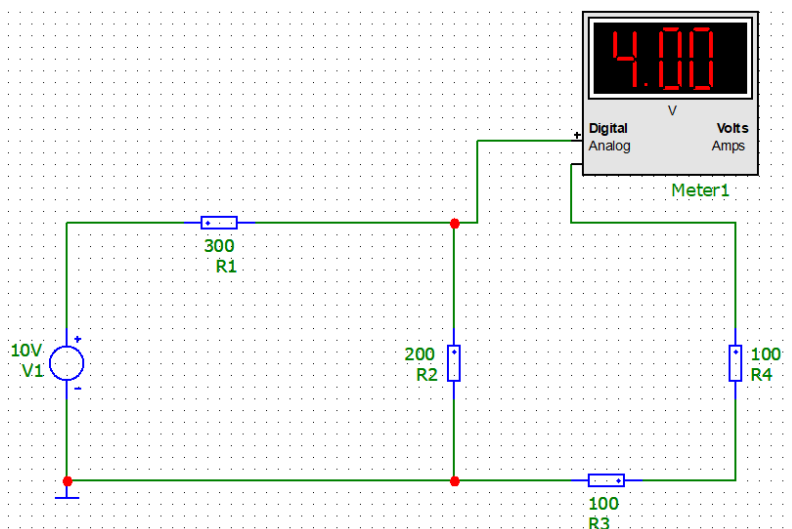 4.00
V
+
Digital Volts
Analog Amps
Meter1
300
R1
10V
V1
+
-
200
R2
100
R4
100
R3